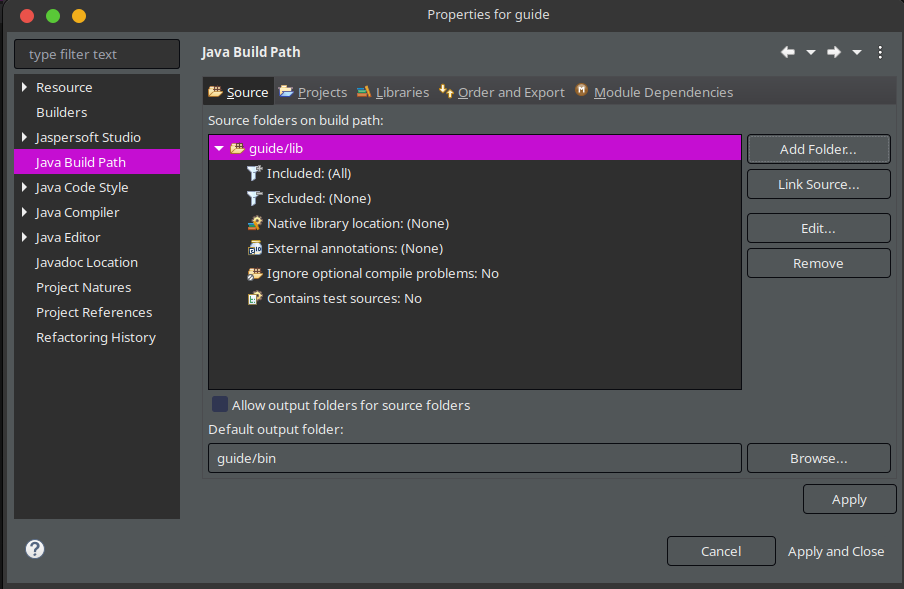 Properties for guide
type filter text
Resource
Builders
Jaspersoft Studio
Java Build Path
Java Code Style
Java Compiler
Java Editor
Javadoc Location
Project Natures
Project References
Refactoring History
Java Build Path
Source Projects Libraries Order and Export Module Dependencies
Source folders on build path:
guide/lib
Included: (All)
Excluded: (None)
Native library location: (None)
External annotations: (None)
Ignore optional compile problems: No
Contains test sources: No
Add Folder...
Link Source...
Edit...
Remove
Allow output folders for source folders
Default output folder:
guide/bin
Browse...
Apply
Cancel
Apply and Close